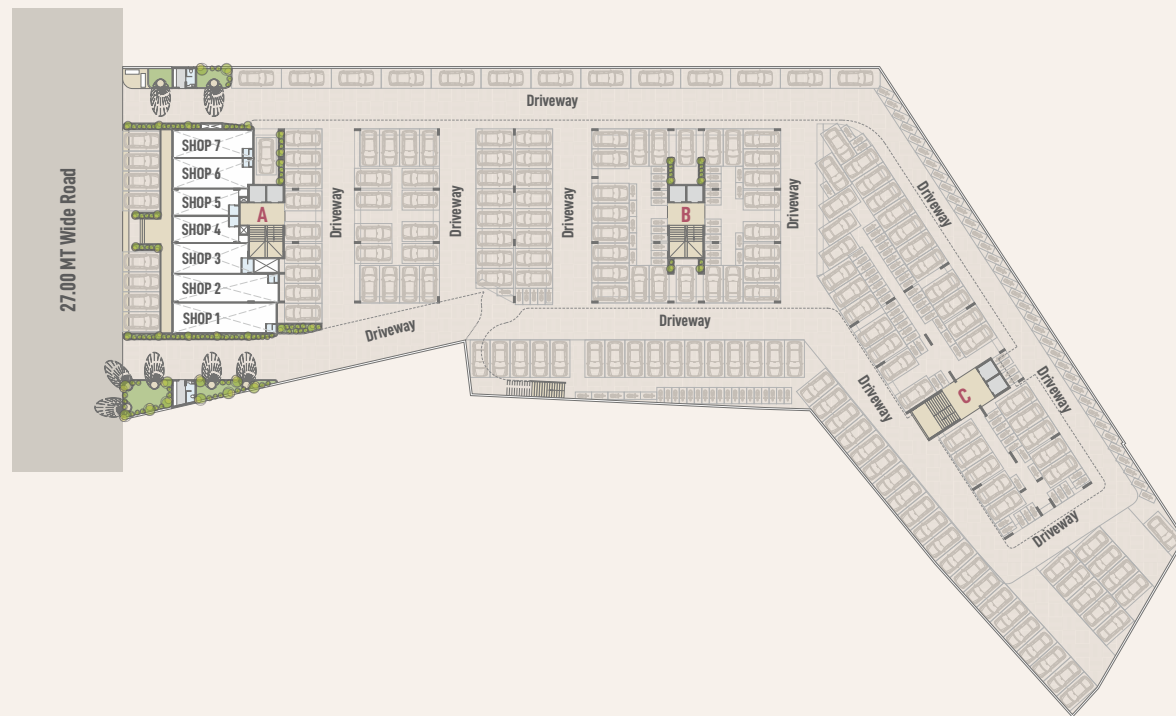 Driveway
27.00 MT Wide Road
SHOP 7
SHOP 6
SHOP 5
SHOP 4
SHOP 3
SHOP 2
SHOP 1
A
Driveway
Driveway
Driveway
B
Driveway
Driveway
Driveway
Driveway
Driveway
C
Driveway
Driveway
Driveway